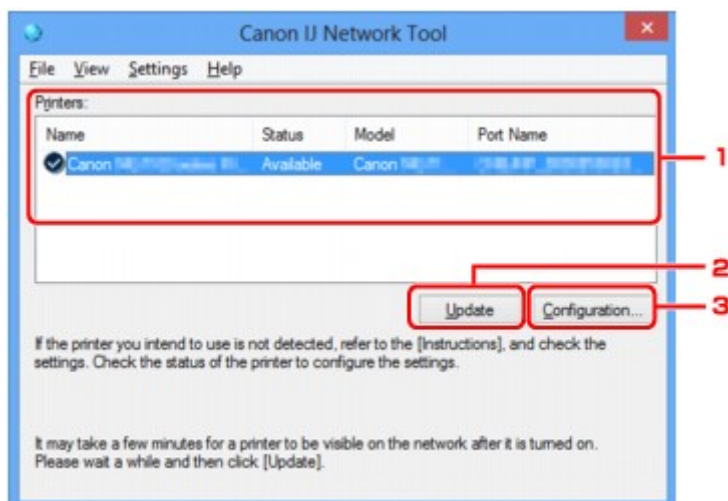 Canon IJ Network Tool
File View Settings Help
Printers:
Name Status Model Port Name
Canon Available Canon
1
2
Update Configuration...
3
If the printer you intend to use is not detected, refer to the [Instructions], and check the
settings. Check the status of the printer to configure the settings.
It may take a few minutes for a printer to be visible on the network after it is turned on.
Please wait a while and then click [Update].